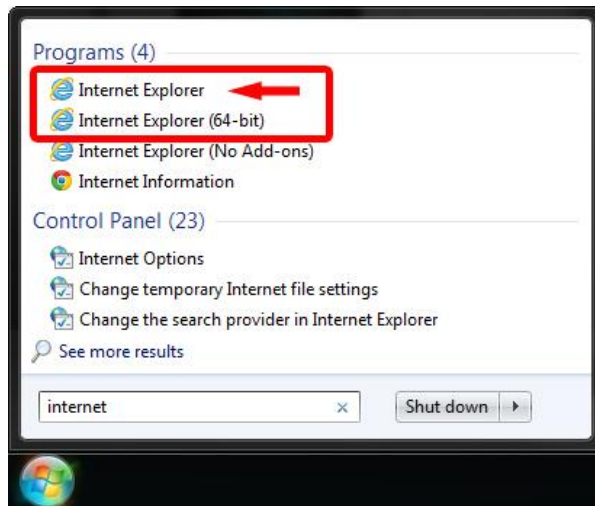 Programs (4)
Internet Explorer
Internet Explorer (64-bit)
Internet Explorer (No Add-ons)
Internet Information
Control Panel (23)
Internet Options
Change temporary Internet file settings
Change the search provider in Internet Explorer
See more results
internet
Shut down